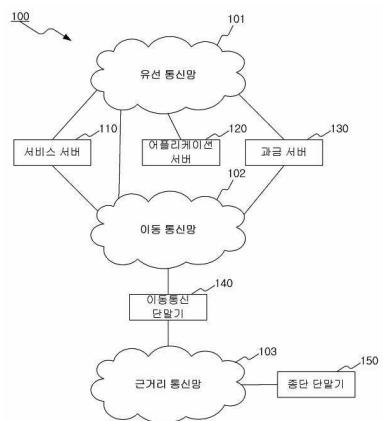 100
101
유선 통신망
110
120
130
서비스 서버
어플리케이션
서버
과금 서버
102
이동 통신망
140
이동통신
단말기
103
150
근거리 통신망
중단 단말기